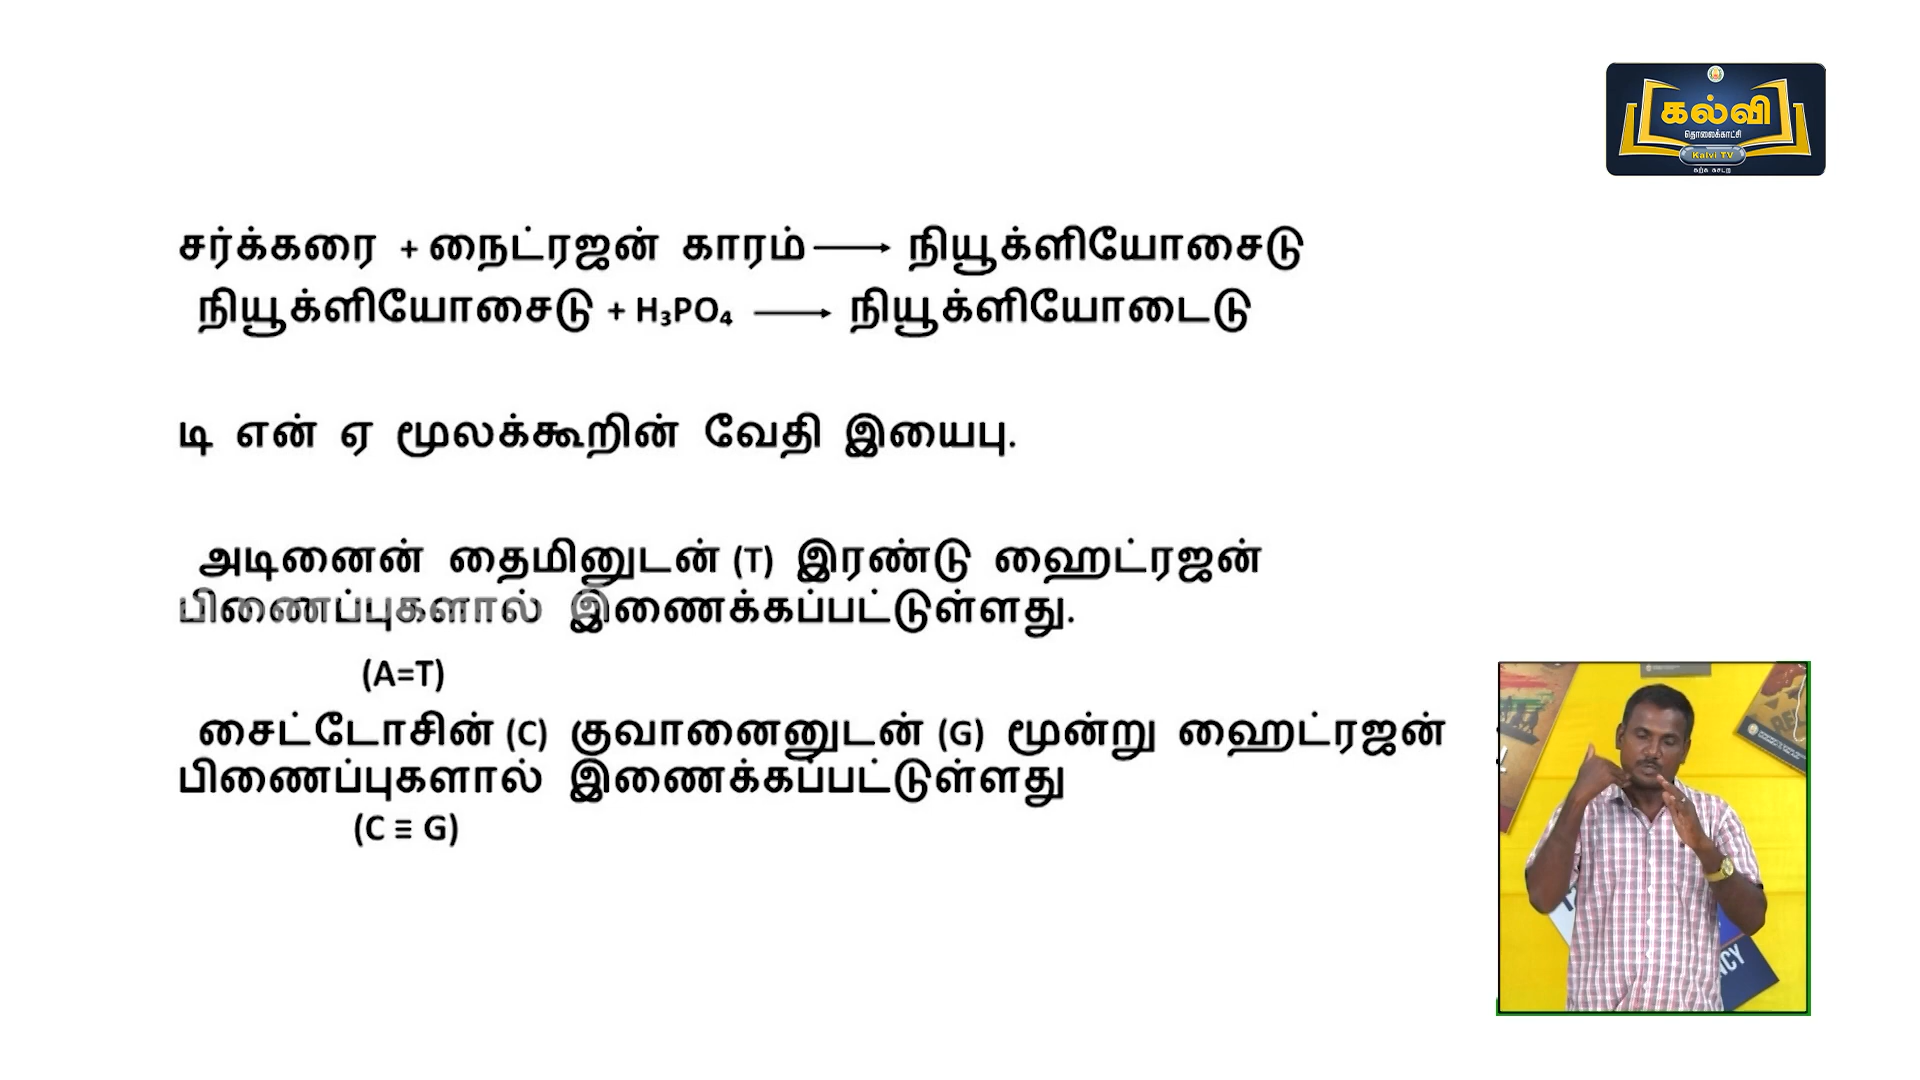 கல்வி
தொலைக்காட்சி
Kalvi TV
சர்க்கரை + நைட்ரஜன் காரம் ⟶ நியூக்ளியோசைடு
நியூக்ளியோசைடு + H₃PO₄ ⟶ நியூக்ளியோடைடு
டி என் ஏ மூலக்கூறின் வேதி இயைபு.
அடினைன் தைமினுடன் (T) இரண்டு ஹைட்ரஜன்
பிணைப்புகளால் இணைக்கப்பட்டுள்ளது.
(A=T)
சைட்டோசின் (C) குவானைனுடன் (G) மூன்று ஹைட்ரஜன்
பிணைப்புகளால் இணைக்கப்பட்டுள்ளது
(C ≡ G)